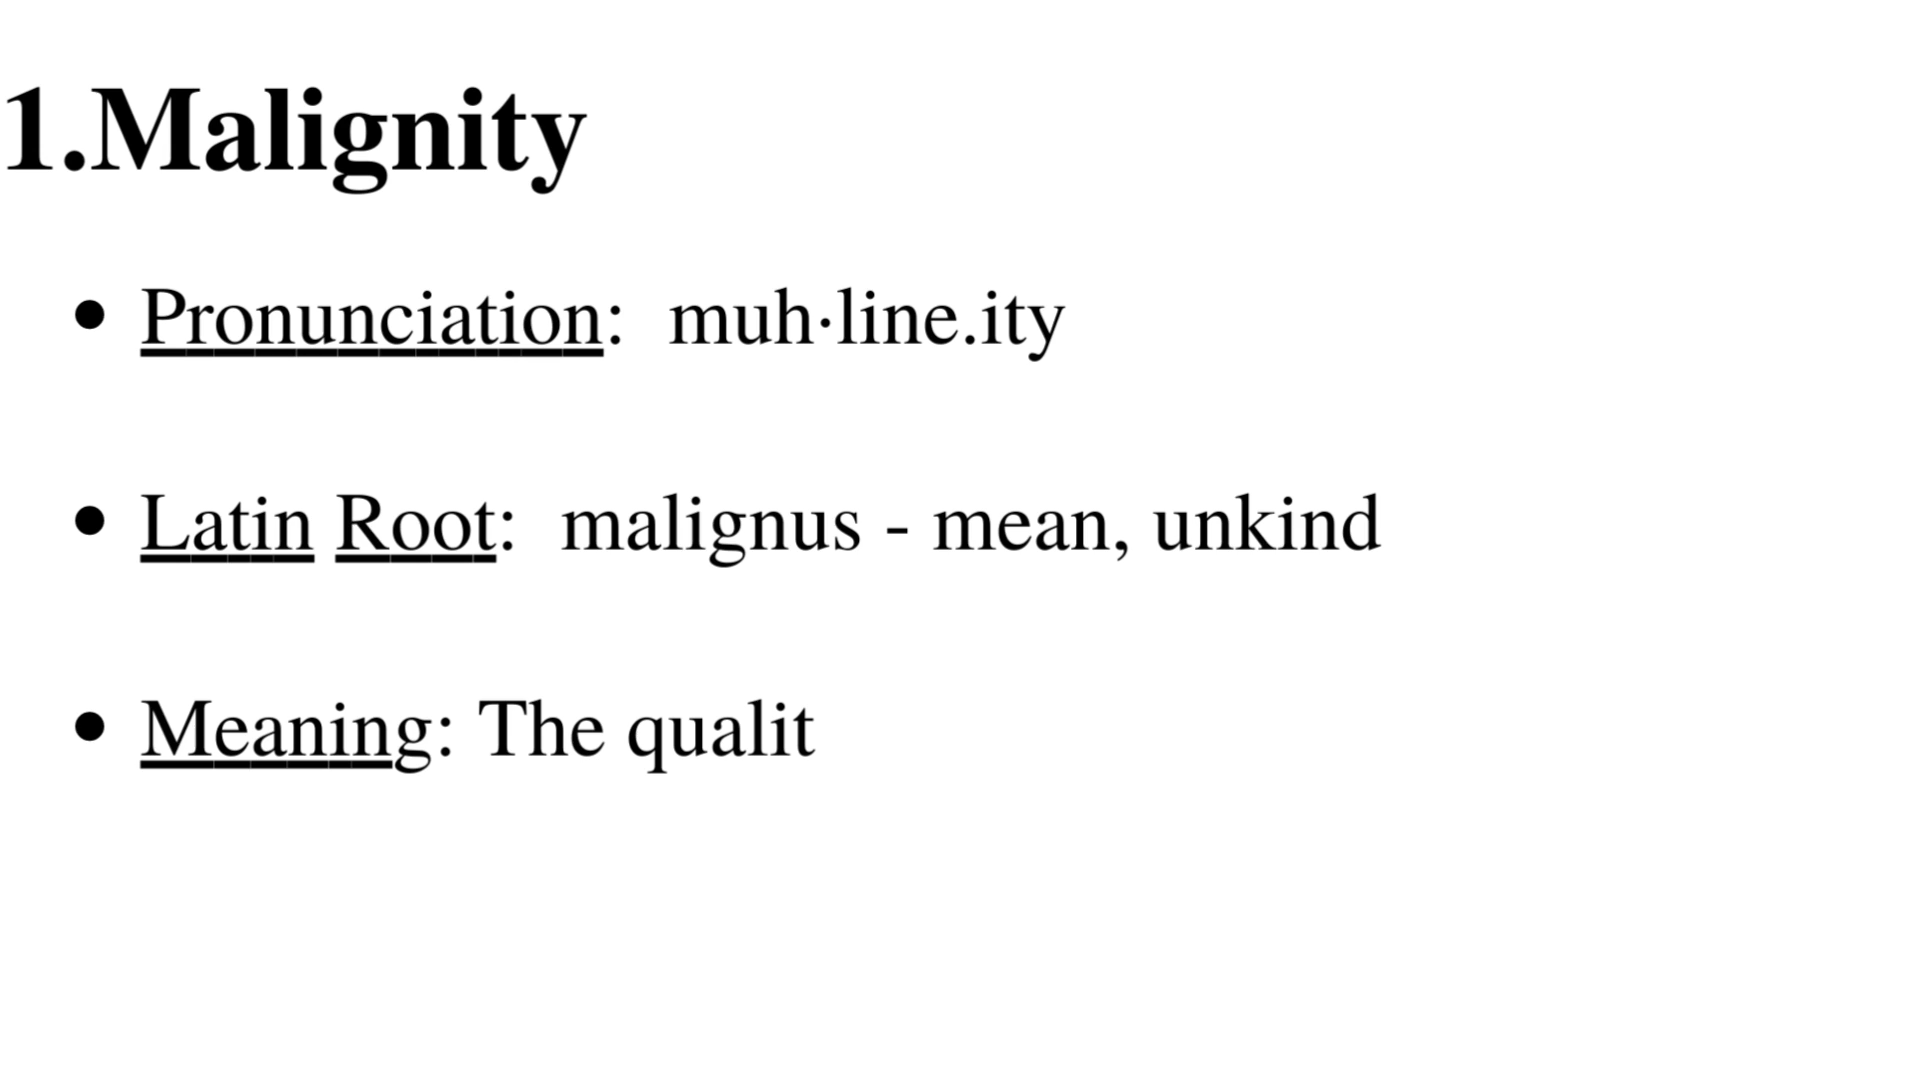 1.Malignity
• Pronunciation:  muh·line.ity
• Latin Root:  malignus - mean, unkind
• Meaning: The qualit